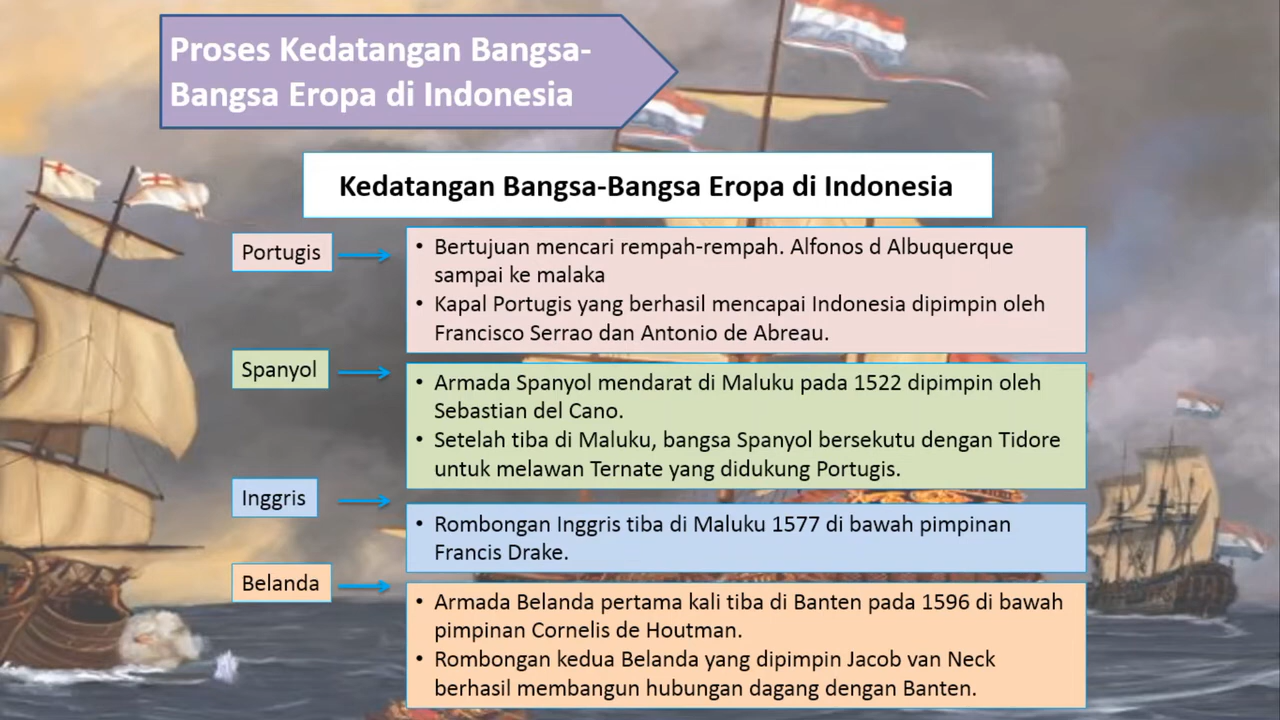 Proses Kedatangan Bangsa-
Bangsa Eropa di Indonesia
Kedatangan Bangsa-Bangsa Eropa di Indonesia
Portugis
• Bertujuan mencari rempah-rempah. Alfonos d Albuquerque
sampai ke malaka
• Kapal Portugis yang berhasil mencapai Indonesia dipimpin oleh
Francisco Serrao dan Antonio de Abreau.
Spanyol
• Armada Spanyol mendarat di Maluku pada 1522 dipimpin oleh
Sebastian del Cano.
• Setelah tiba di Maluku, bangsa Spanyol bersekutu dengan Tidore
untuk melawan Ternate yang didukung Portugis.
Inggris
• Rombongan Inggris tiba di Maluku 1577 di bawah pimpinan
Francis Drake.
Belanda
• Armada Belanda pertama kali tiba di Banten pada 1596 di bawah
pimpinan Cornelis de Houtman.
• Rombongan kedua Belanda yang dipimpin Jacob van Neck
berhasil membangun hubungan dagang dengan Banten.